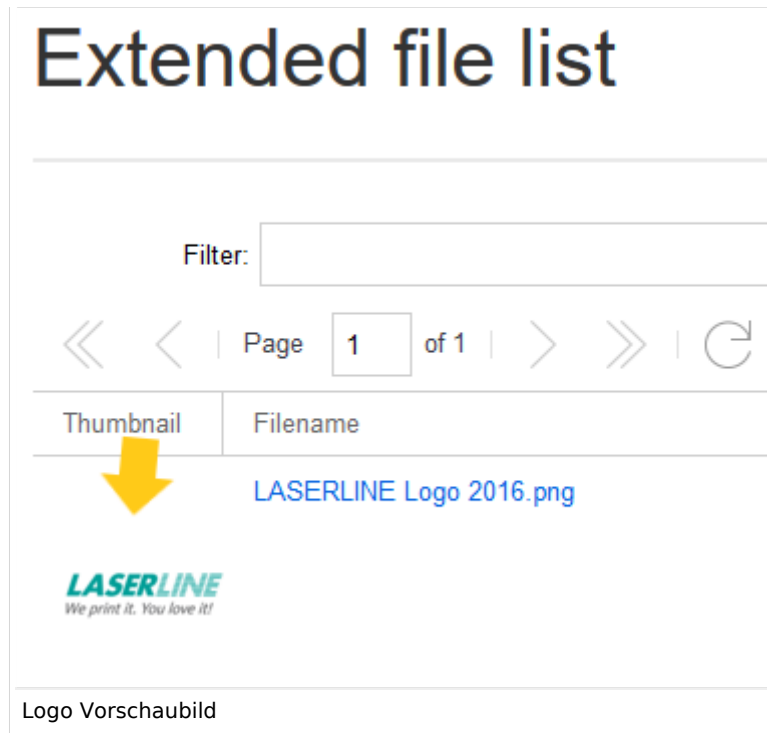 Extended file list
Filter:
Page 1 of 1
Thumbnail Filename
LASERLINE Logo 2016.png
LASERLINE
We print it. You love it!
Logo Vorschaubild